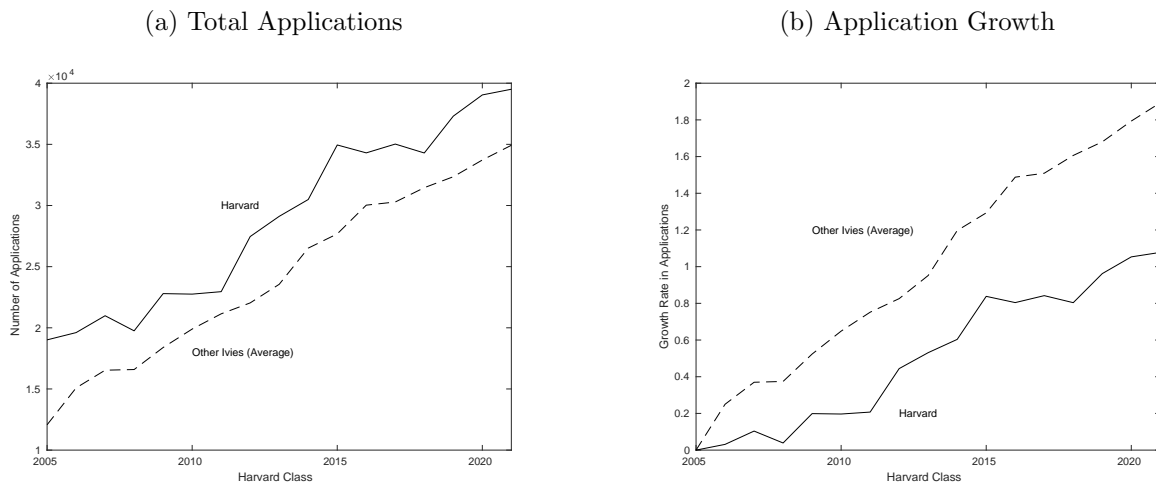 (a) Total Applications
×10⁴
4
3.5
3
2.5
2
1.5
1
2005 2010 2015 2020
Number of Applications
Harvard Class
Harvard
Other Ivies (Average)
(b) Application Growth
2
1.8
1.6
1.4
1.2
1
0.8
0.6
0.4
0.2
0
2005 2010 2015 2020
Growth Rate in Applications
Harvard Class
Other Ivies (Average)
Harvard